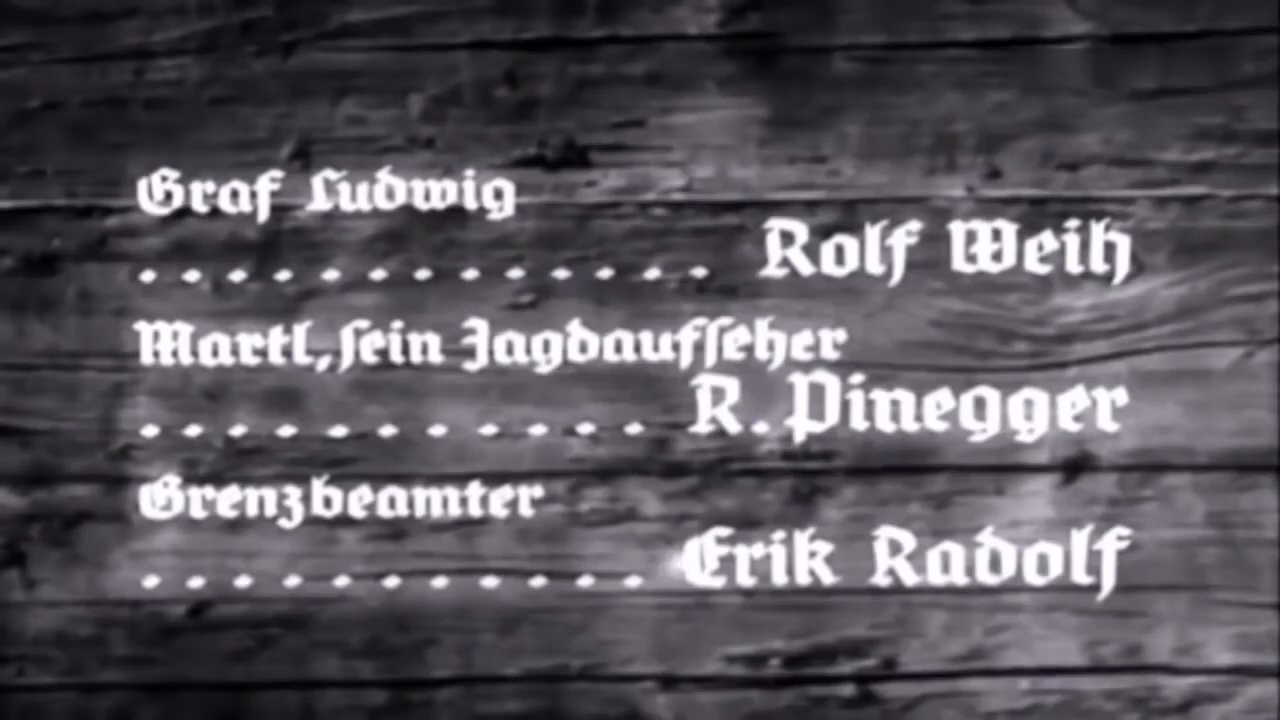 Graf Ludwig
. . . . . . . . . . . . . Rolf Weih
Martl, sein Jagdaufseher
. . . . . . . . . . . R. Pinegger
Grenzbeamter
. . . . . . . . . . . Erik Radolf